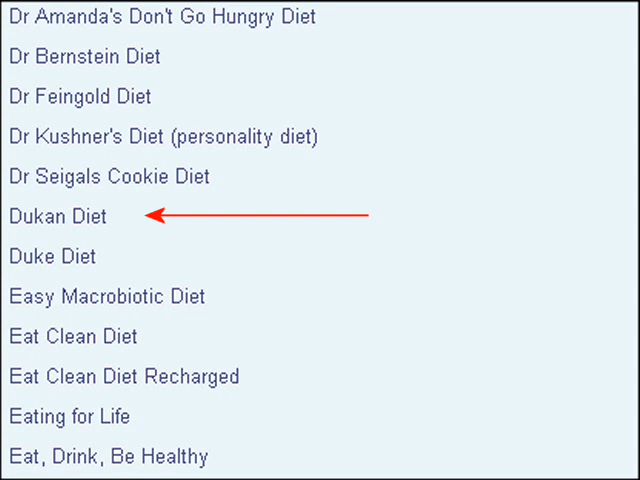 Dr Amanda's Don't Go Hungry Diet
Dr Bernstein Diet
Dr Feingold Diet
Dr Kushner's Diet (personality diet)
Dr Seigals Cookie Diet
Dukan Diet
Duke Diet
Easy Macrobiotic Diet
Eat Clean Diet
Eat Clean Diet Recharged
Eating for Life
Eat, Drink, Be Healthy